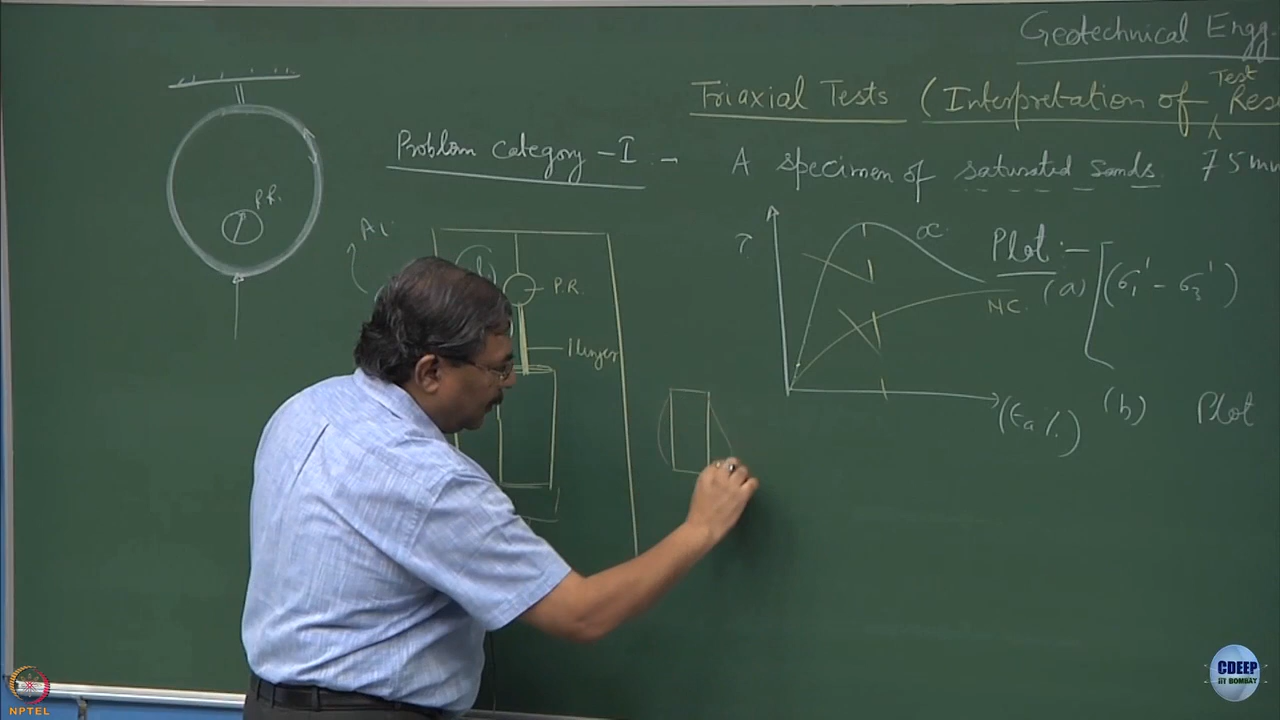 Geotechnical Engg.
Triaxial Tests (Interpretation of Test Res
Problem Category - I -
A specimen of saturated sands. 75 mm
P.R.
P.R.
τ
OC
NC
(εa %)
Plot :-
(a) (σ1' - σ3')
(b) Plot
NPTEL
CDEEP
IIT BOMBAY